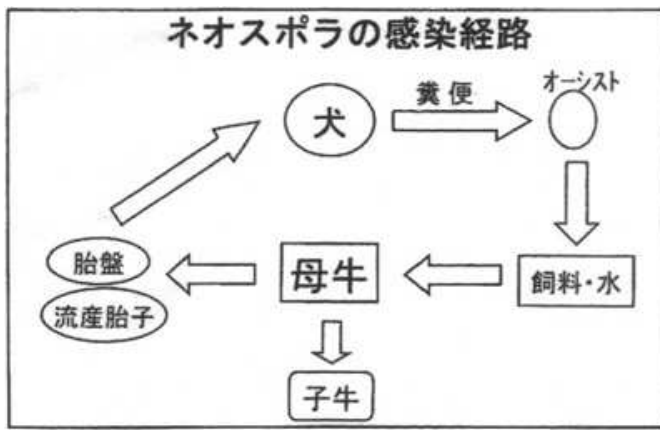 ネオスポラの感染経路
オーシスト
糞便
犬
胎盤
母牛
飼料・水
流産胎子
子牛